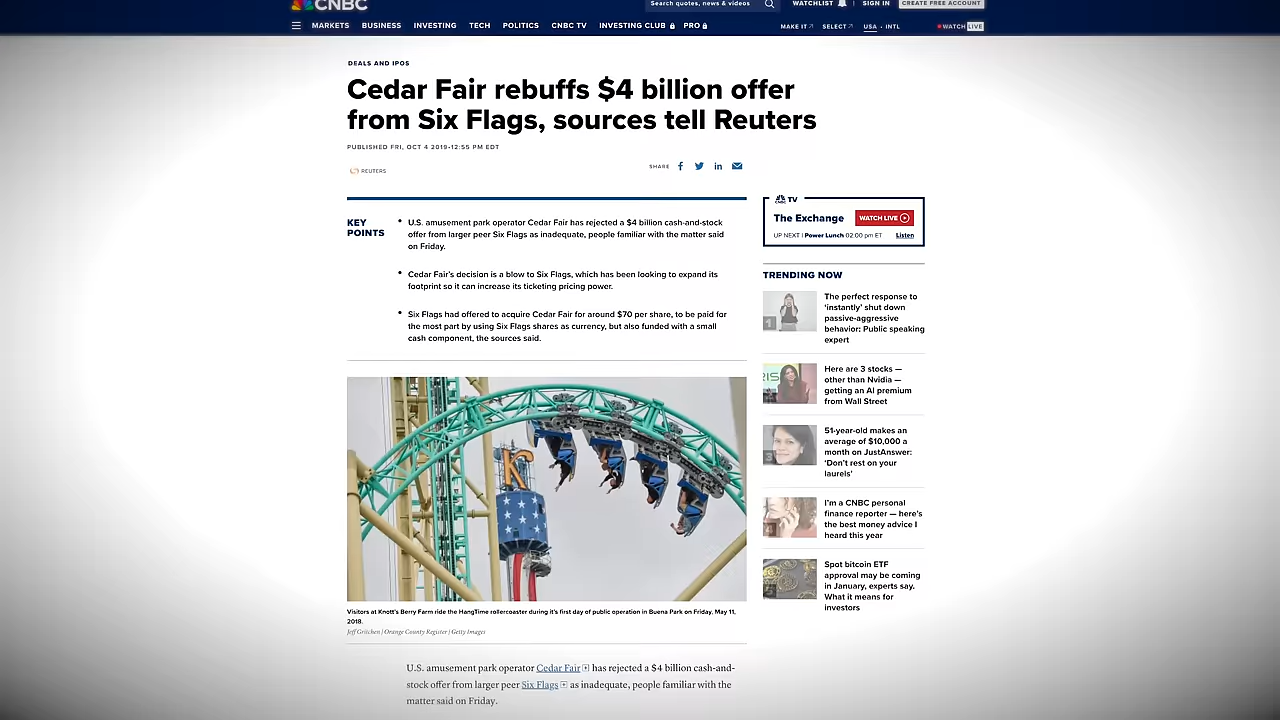 CNBC
Search quotes, news & videos
WATCHLIST
SIGN IN
CREATE FREE ACCOUNT
MARKETS BUSINESS INVESTING TECH POLITICS CNBC TV INVESTING CLUB PRO
MAKE IT SELECT USA • INTL WATCH LIVE
DEALS AND IPOS
Cedar Fair rebuffs $4 billion offer
from Six Flags, sources tell Reuters
PUBLISHED FRI, OCT 4 2019•12:55 PM EDT
REUTERS
SHARE
KEY
POINTS
• U.S. amusement park operator Cedar Fair has rejected a $4 billion cash-and-stock
offer from larger peer Six Flags as inadequate, people familiar with the matter said
on Friday.
• Cedar Fair's decision is a blow to Six Flags, which has been looking to expand its
footprint so it can increase its ticketing pricing power.
• Six Flags had offered to acquire Cedar Fair for around $70 per share, to be paid for
the most part by using Six Flags shares as currency, but also funded with a small
cash component, the sources said.
K
Visitors at Knott's Berry Farm ride the HangTime rollercoaster during it's first day of public operation in Buena Park on Friday, May 11,
2018.
Jeff Gritchen | Orange County Register | Getty Images
U.S. amusement park operator Cedar Fair has rejected a $4 billion cash-and-
stock offer from larger peer Six Flags as inadequate, people familiar with the
matter said on Friday.
CNBC TV
The Exchange
WATCH LIVE
UP NEXT | Power Lunch 02:00 pm ET
Listen
TRENDING NOW
1
The perfect response to
‘instantly’ shut down
passive-aggressive
behavior: Public speaking
expert
Here are 3 stocks —
other than Nvidia —
getting an AI premium
from Wall Street
3
51-year-old makes an
average of $10,000 a
month on JustAnswer:
‘Don't rest on your
laurels’
4
I'm a CNBC personal
finance reporter — here's
the best money advice I
heard this year
Spot bitcoin ETF
approval may be coming
in January, experts say.
What it means for
investors